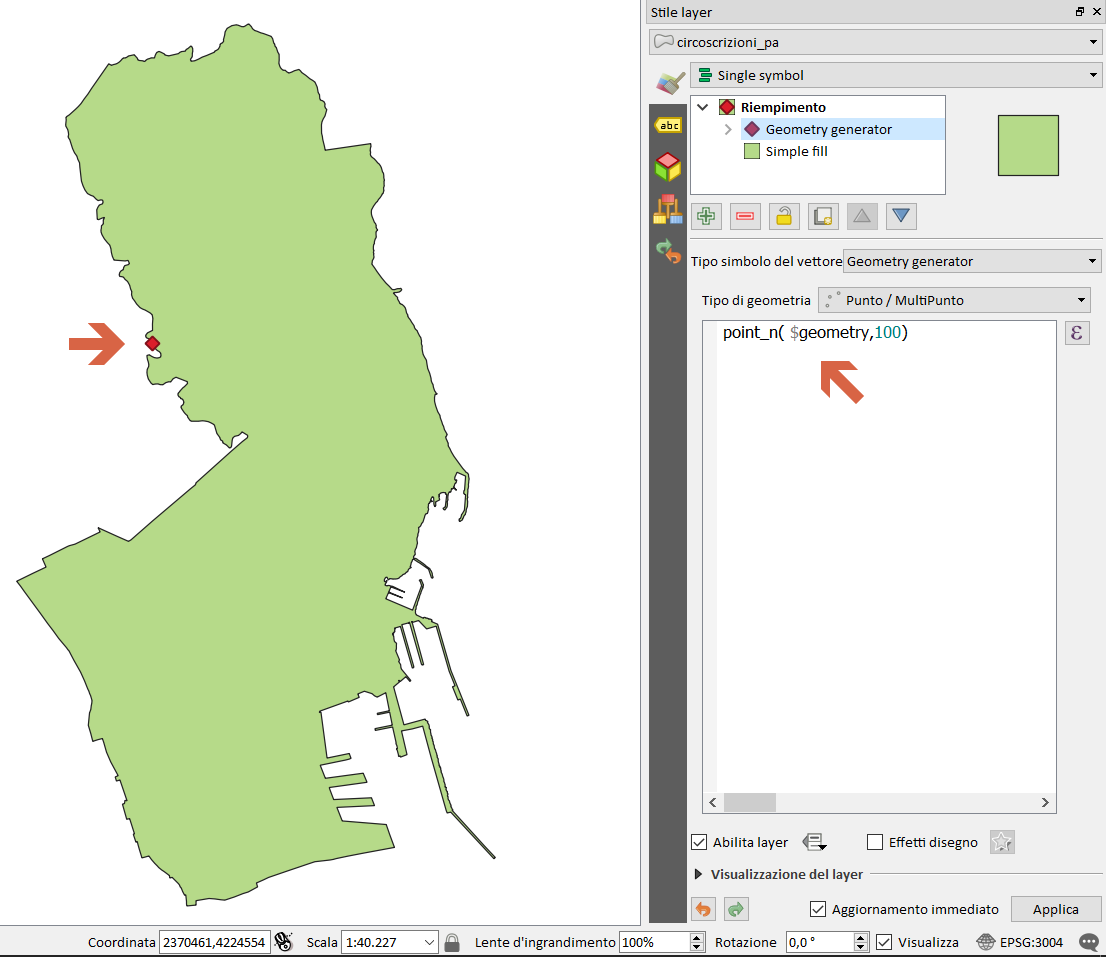 Stile layer
circoscrizioni_pa
Single symbol
abc
Riempimento
Geometry generator
Simple fill
Tipo simbolo del vettore Geometry generator
Tipo di geometria Punto / MultiPunto
point_n( $geometry,100)
ε
Abilita layer Effetti disegno
Visualizzazione del layer
Aggiornamento immediato Applica
Coordinata 2370461,4224554 Scala 1:40.227 Lente d'ingrandimento 100% Rotazione 0,0 ° Visualizza EPSG:3004